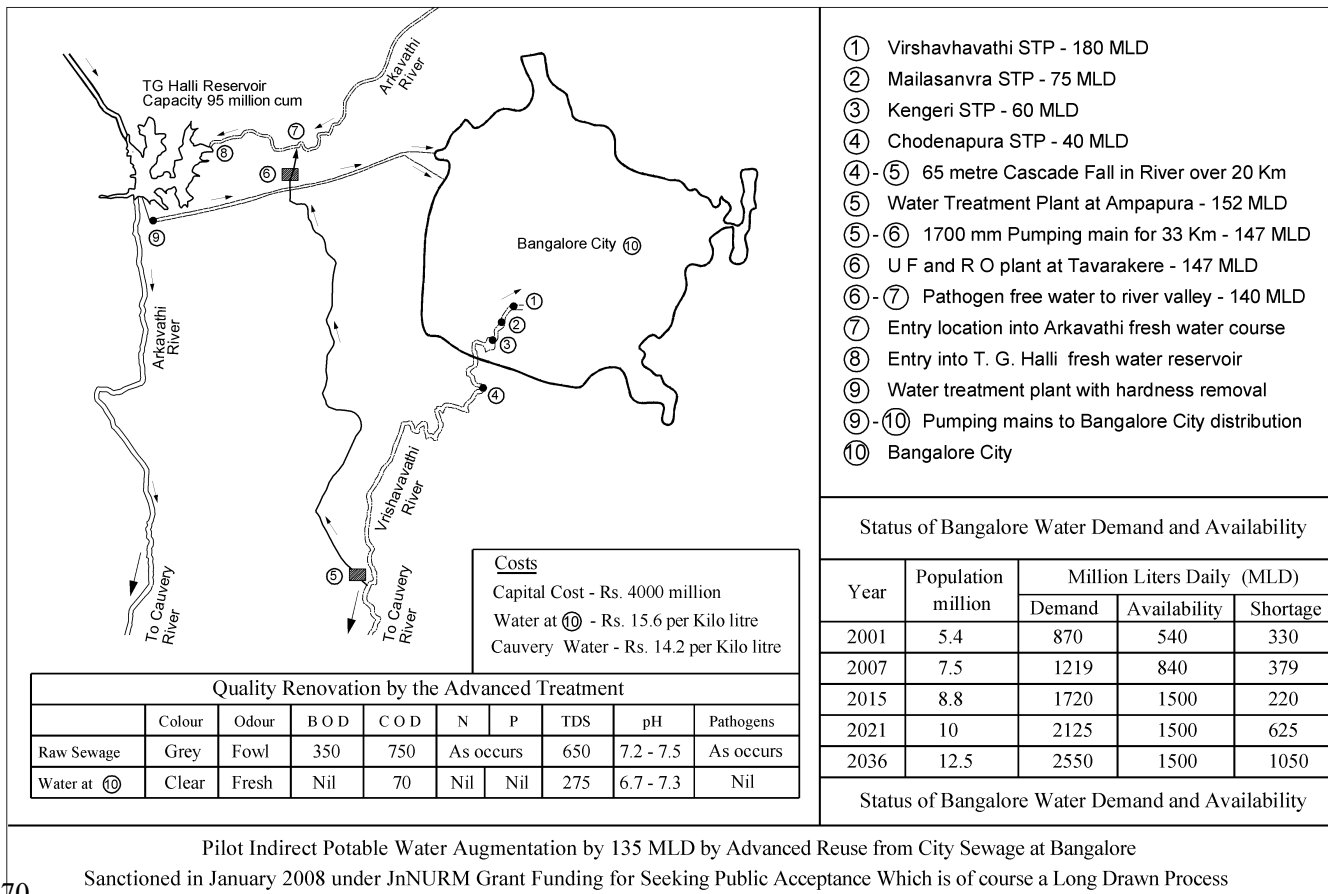 TG Halli Reservoir
Capacity 95 million cum
Arkavathi
River
7
8
6
9
Bangalore City 10
1
2
3
4
Arkavathi
River
Vrishavavathi
River
5
To Cauvery
River
To Cauvery
River
Costs
Capital Cost - Rs. 4000 million
Water at 10 - Rs. 15.6 per Kilo litre
Cauvery Water - Rs. 14.2 per Kilo litre
Quality Renovation by the Advanced Treatment
Colour Odour B O D C O D N P TDS pH Pathogens
Raw Sewage Grey Fowl 350 750 As occurs 650 7.2 - 7.5 As occurs
Water at 10 Clear Fresh Nil 70 Nil Nil 275 6.7 - 7.3 Nil
1 Virshavhavathi STP - 180 MLD
2 Mailasanvra STP - 75 MLD
3 Kengeri STP - 60 MLD
4 Chodenapura STP - 40 MLD
4 - 5 65 metre Cascade Fall in River over 20 Km
5 Water Treatment Plant at Ampapura - 152 MLD
5 - 6 1700 mm Pumping main for 33 Km - 147 MLD
6 U F and R O plant at Tavarakere - 147 MLD
6 - 7 Pathogen free water to river valley - 140 MLD
7 Entry location into Arkavathi fresh water course
8 Entry into T. G. Halli fresh water reservoir
9 Water treatment plant with hardness removal
9 - 10 Pumping mains to Bangalore City distribution
10 Bangalore City
Status of Bangalore Water Demand and Availability
Year Population million Million Liters Daily (MLD)
Demand Availability Shortage
2001 5.4 870 540 330
2007 7.5 1219 840 379
2015 8.8 1720 1500 220
2021 10 2125 1500 625
2036 12.5 2550 1500 1050
Status of Bangalore Water Demand and Availability
Pilot Indirect Potable Water Augmentation by 135 MLD by Advanced Reuse from City Sewage at Bangalore
Sanctioned in January 2008 under JnNURM Grant Funding for Seeking Public Acceptance Which is of course a Long Drawn Process
70